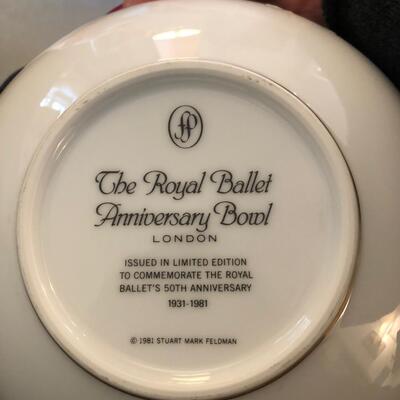 fp
The Royal Ballet
Anniversary Bowl
LONDON
ISSUED IN LIMITED EDITION
TO COMMEMORATE THE ROYAL
BALLET'S 50TH ANNIVERSARY
1931-1981
© 1981 STUART MARK FELDMAN